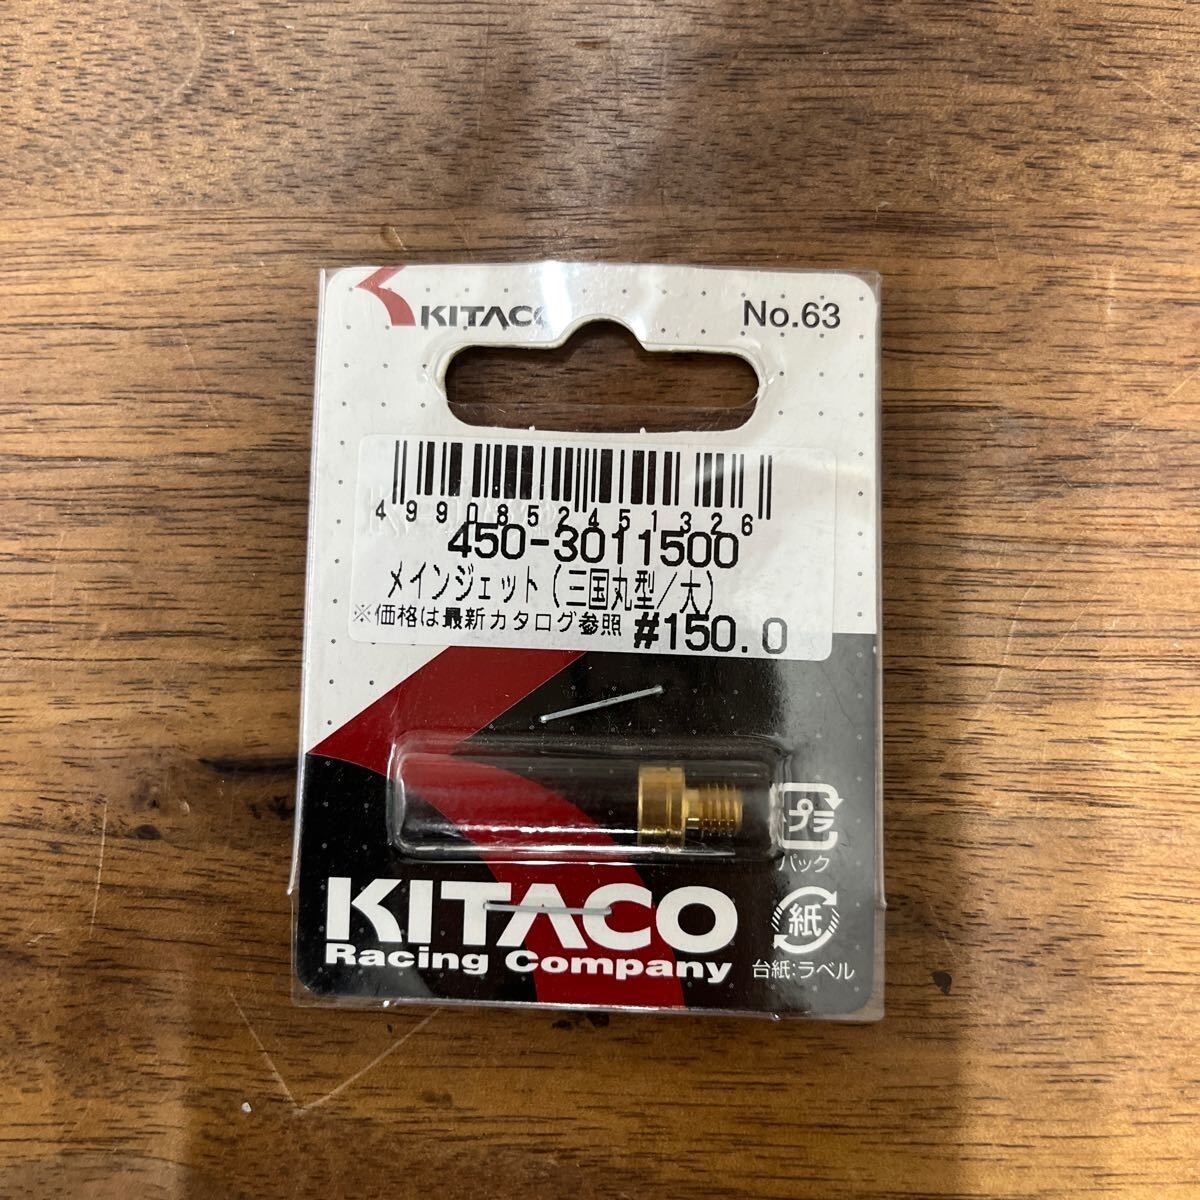 KITACO
No.63
4990852451326
450-3011500
メインジェット(三国丸型/大)
※価格は最新カタログ参照 #150.0
プラ
パック
KITACO
Racing Company
紙
台紙:ラベル